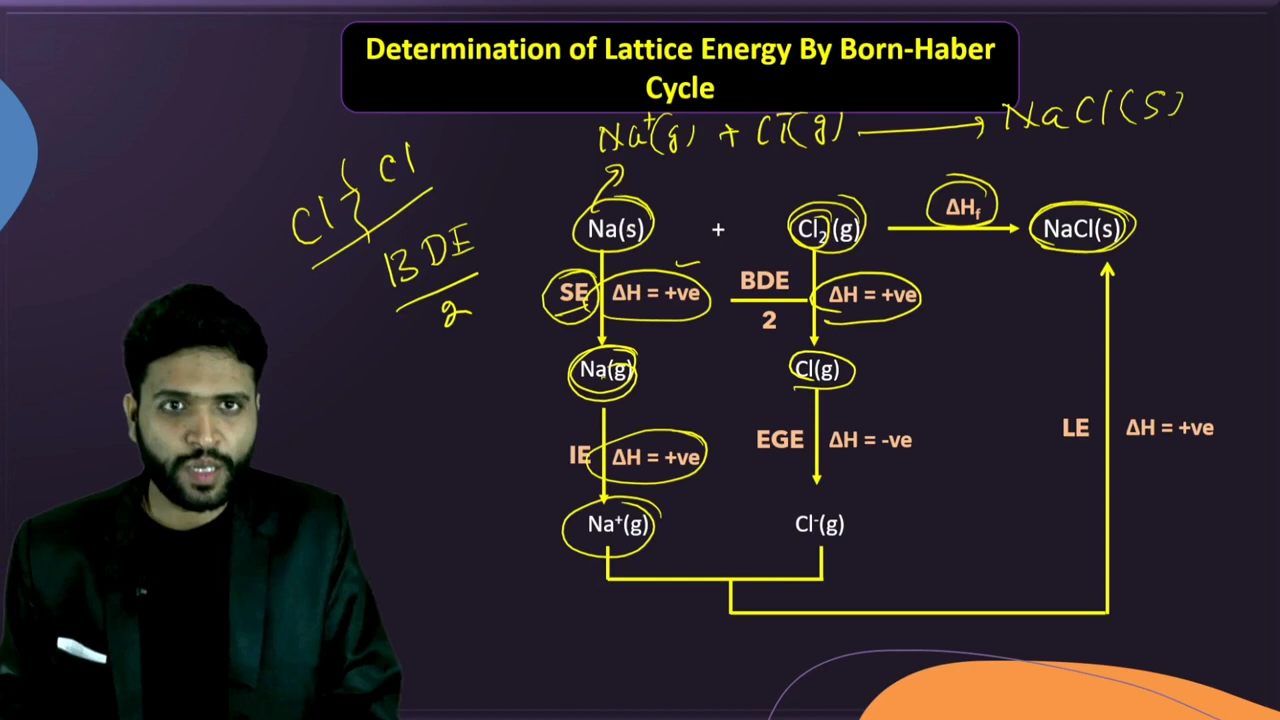 Determination of Lattice Energy By Born-Haber
Cycle
Na⁺(g) + Cl⁻(g) ⟶ NaCl(s)
Cl Cl
BDE
2
Na(s) + Cl₂(g) ΔHf NaCl(s)
SE ΔH = +ve
BDE
2
ΔH = +ve
Na(g) Cl(g)
IE ΔH = +ve EGE ΔH = -ve
LE ΔH = +ve
Na⁺(g) Cl⁻(g)